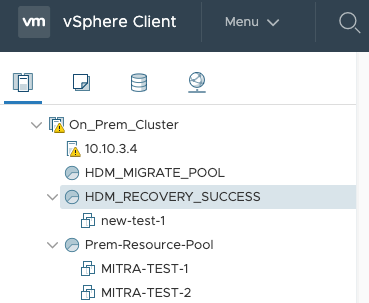 vm vSphere Client Menu
On_Prem_Cluster
10.10.3.4
HDM_MIGRATE_POOL
HDM_RECOVERY_SUCCESS
new-test-1
Prem-Resource-Pool
MITRA-TEST-1
MITRA-TEST-2